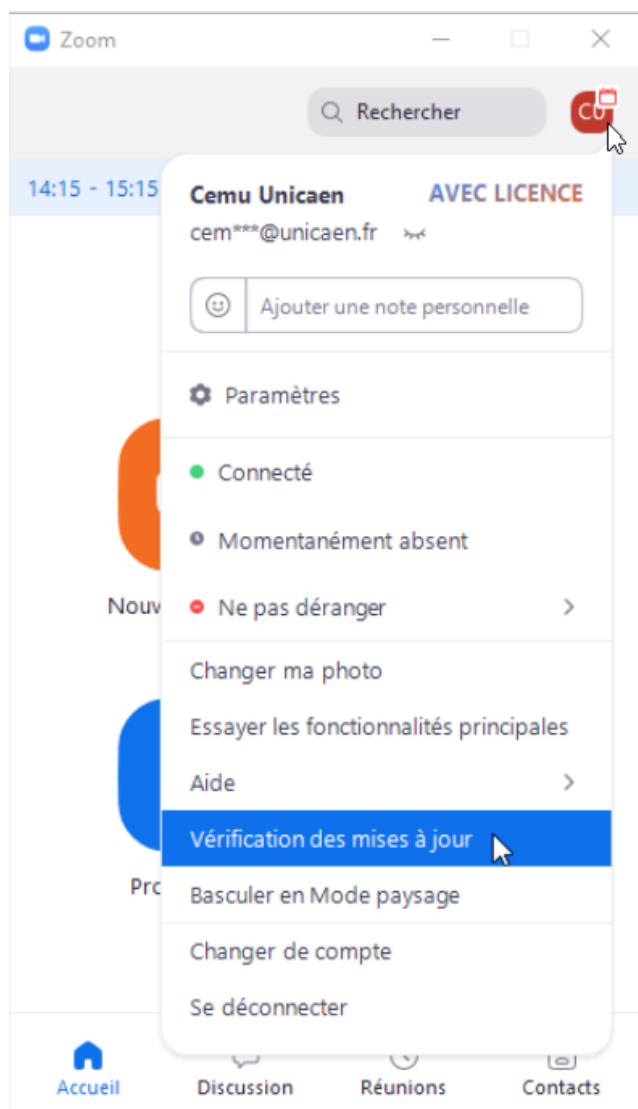 Zoom
Rechercher
CU
14:15 - 15:15
Cemu Unicaen
AVEC LICENCE
cem***@unicaen.fr
Ajouter une note personnelle
Paramètres
Connecté
Momentanément absent
Nouv
Ne pas déranger
Changer ma photo
Essayer les fonctionnalités principales
Aide
Vérification des mises à jour
Pro
Basculer en Mode paysage
Changer de compte
Se déconnecter
Accueil
Discussion
Réunions
Contacts